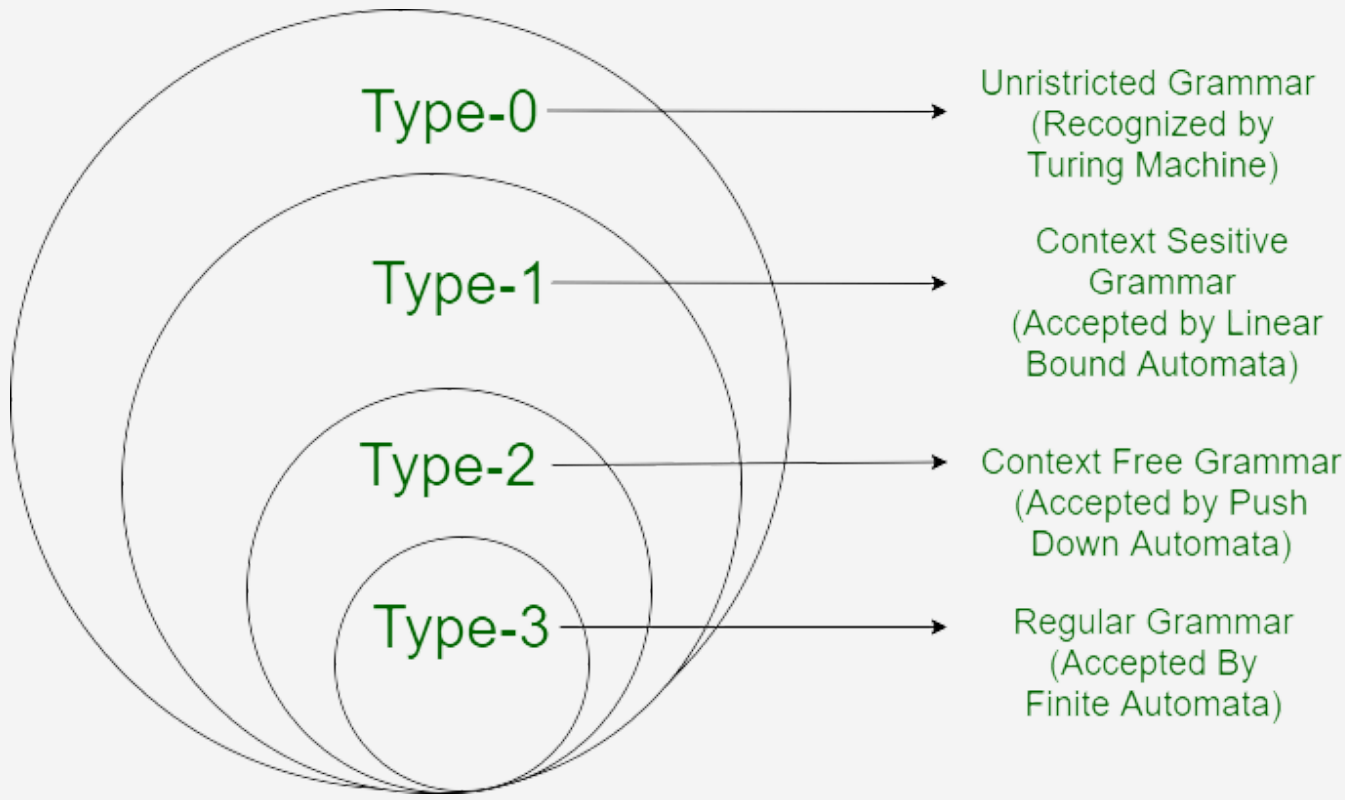 Type-0
Unristricted Grammar
(Recognized by
Turing Machine)
Type-1
Context Sesitive
Grammar
(Accepted by Linear
Bound Automata)
Type-2
Context Free Grammar
(Accepted by Push
Down Automata)
Type-3
Regular Grammar
(Accepted By
Finite Automata)